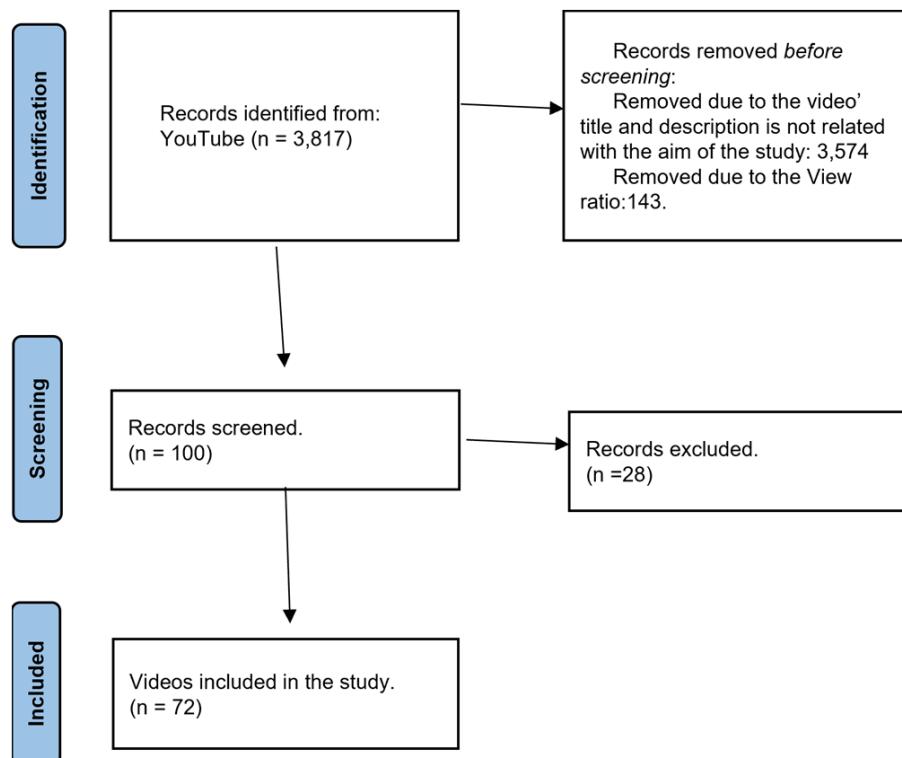 Identification
Records identified from:
YouTube (n = 3,817)
Records removed before
screening:
Removed due to the video'
title and description is not related
with the aim of the study: 3,574
Removed due to the View
ratio:143.
Screening
Records screened.
(n = 100)
Records excluded.
(n =28)
Included
Videos included in the study.
(n = 72)